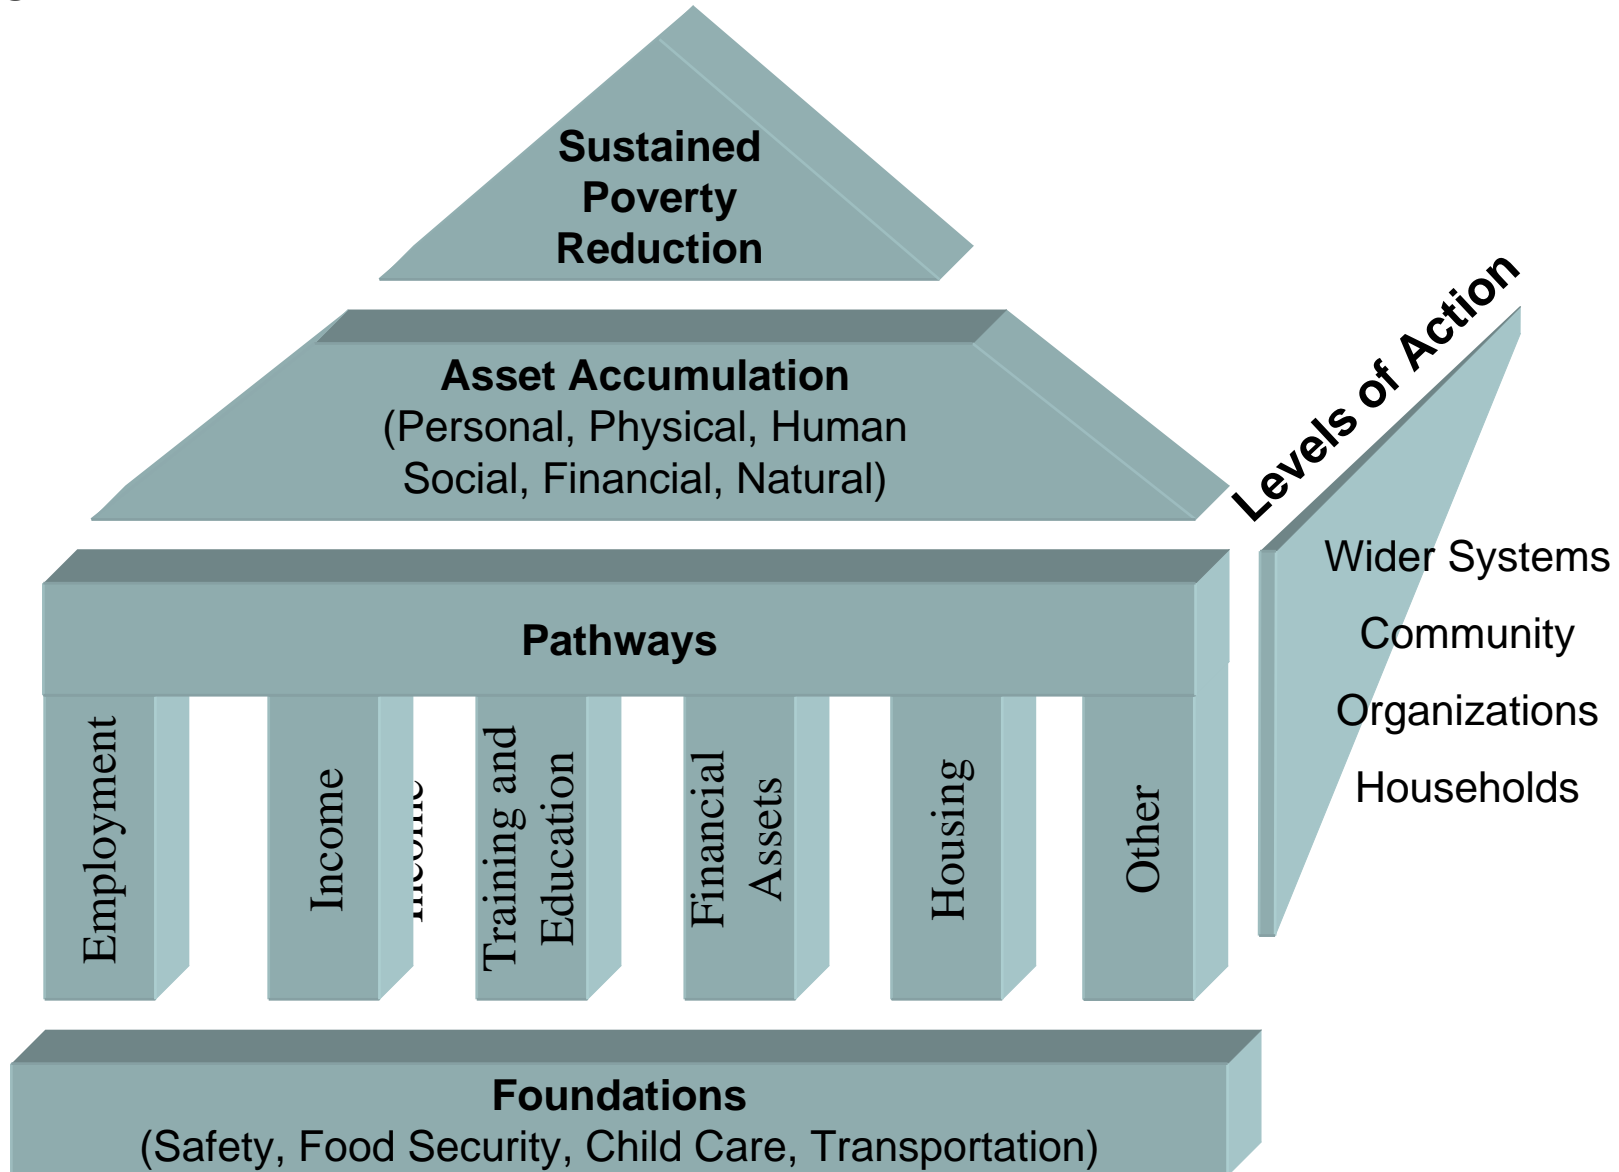 Sustained
Poverty
Reduction
Asset Accumulation
(Personal, Physical, Human
Social, Financial, Natural)
Levels of Action
Wider Systems
Community
Organizations
Households
Pathways
Employment
Income
Income
Training and
Education
Financial
Assets
Housing
Other
Foundations
(Safety, Food Security, Child Care, Transportation)